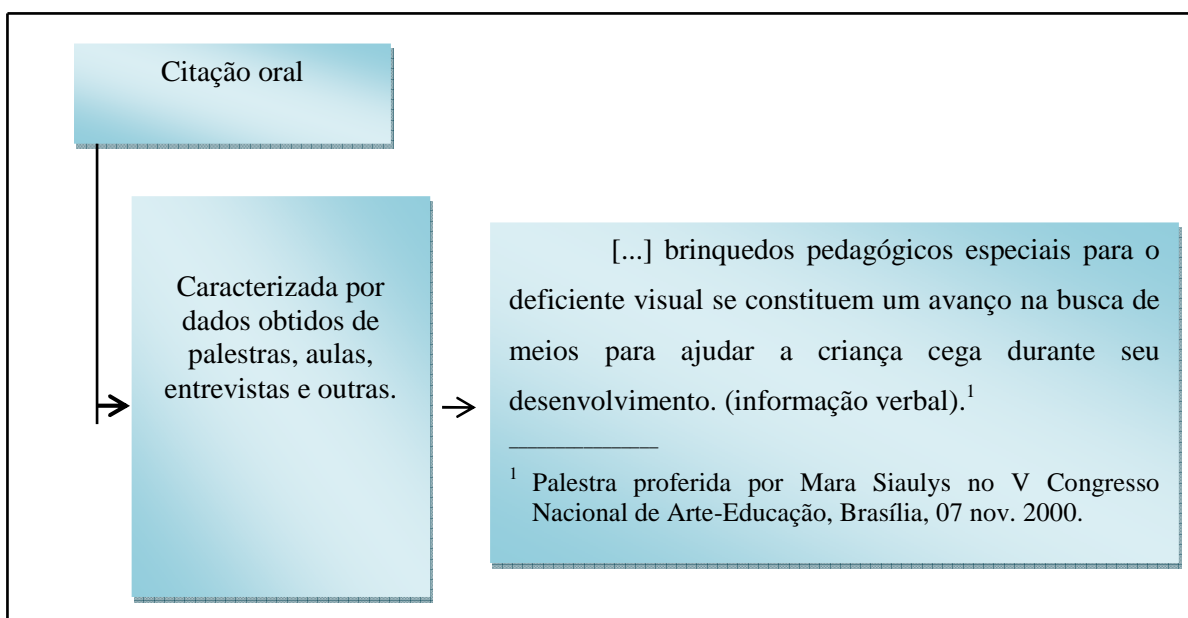 Citação oral
Caracterizada por
dados obtidos de
palestras, aulas,
entrevistas e outras.
[...] brinquedos pedagógicos especiais para o
deficiente visual se constituem um avanço na busca de
meios para ajudar a criança cega durante seu
desenvolvimento. (informação verbal).¹
¹ Palestra proferida por Mara Siaulys no V Congresso
Nacional de Arte-Educação, Brasília, 07 nov. 2000.